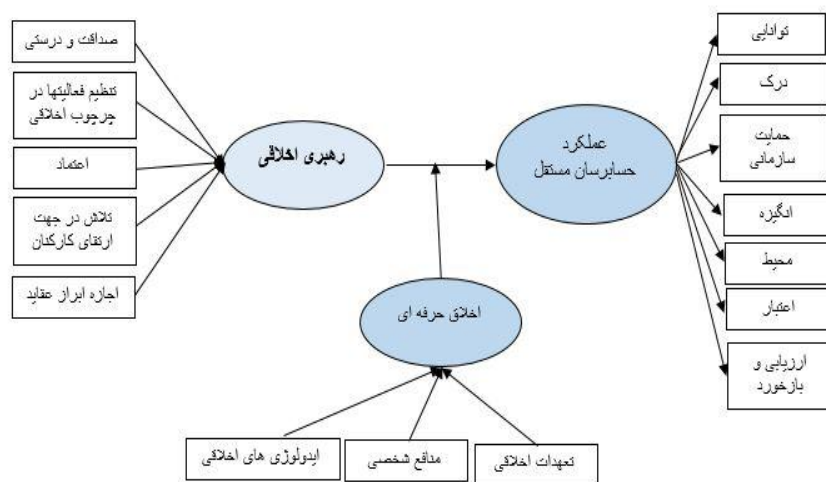 صداقت و درستی
تنظیم فعالیتها در
چرچوب اخلاقی
اعتماد
تلاش در جهت
ارتقای کارکنان
اجازه ابراز عقاید
رهبری اخلاقی
عملکرد
حسابرسان مستقل
اخلاق حرفه ای
توانایی
درک
حمایت
سازمانی
انگیزه
محیط
اعتبار
ارزیابی و
بازخورد
ایدولوژی های اخلاقی
منافع شخصی
تعهدات اخلاقی